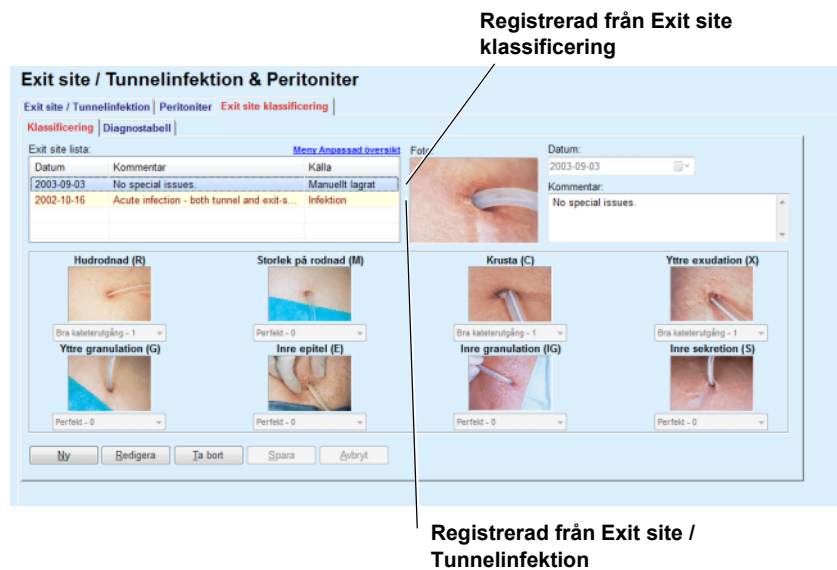 Registrerad från Exit site
klassificering
Exit site / Tunnelinfektion & Peritoniter
Exit site / Tunnelinfektion Peritoniter Exit site klassificering
Klassificering Diagnostabell
Exit site lista: Meny Anpassad översikt Foto: Datum:
Datum Kommentar Källa 2003-09-03
2003-09-03 No special issues. Manuellt lagrat Kommentar:
2002-10-16 Acute infection - both tunnel and exit-s... Infektion No special issues.
Hudrodnad (R) Storlek på rodnad (M) Krusta (C) Yttre exudation (X)
Bra kateterutgång - 1 Perfekt - 0 Bra kateterutgång - 1 Bra kateterutgång - 1
Yttre granulation (G) Inre epitel (E) Inre granulation (IG) Inre sekretion (S)
Perfekt - 0 Perfekt - 0 Perfekt - 0 Perfekt - 0
Ny Redigera Ta bort Spara Avbryt
Registrerad från Exit site /
Tunnelinfektion